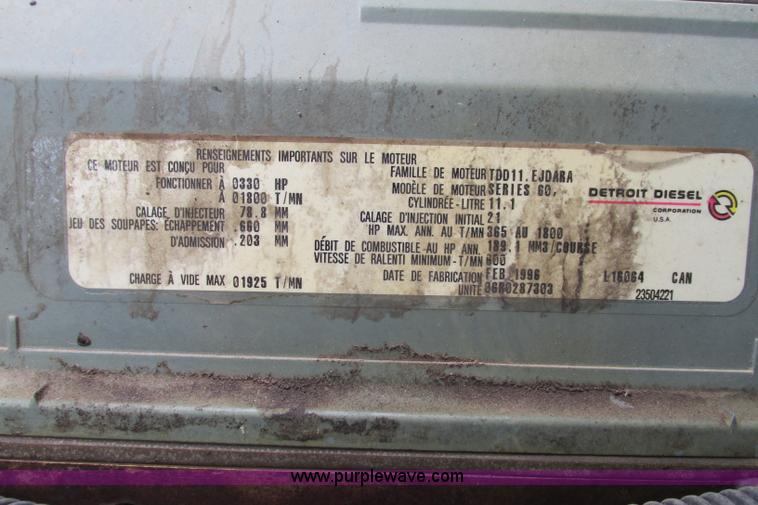 RENSEIGNEMENTS IMPORTANTS SUR LE MOTEUR
CE MOTEUR EST CONÇU POUR
FONCTIONNER À 0330 HP
À 01800 T/MN
CALAGE D'INJECTEUR 78.8 MM
JEU DES SOUPAPES: ÉCHAPPEMENT .660 MM
D'ADMISSION .203 MM
CHARGE À VIDE MAX 01925 T/MN
FAMILLE DE MOTEUR TDD11.EJDARA
MODÈLE DE MOTEUR SERIES 60.
CYLINDRÉE-LITRE 11.1
CALAGE D'INJECTION INITIAL 21
HP MAX. ANN. AU T/MN 365 AU 1800
DÉBIT DE COMBUSTIBLE-AU HP ANN. 189.1 MM3/COURSE
VITESSE DE RALENTI MINIMUM-T/MN 600
DATE DE FABRICATION FEB 1996
UNITÉ 06R0287303
L16064 CAN
23504221
DETROIT DIESEL
CORPORATION
U.S.A.
www.purplewave.com